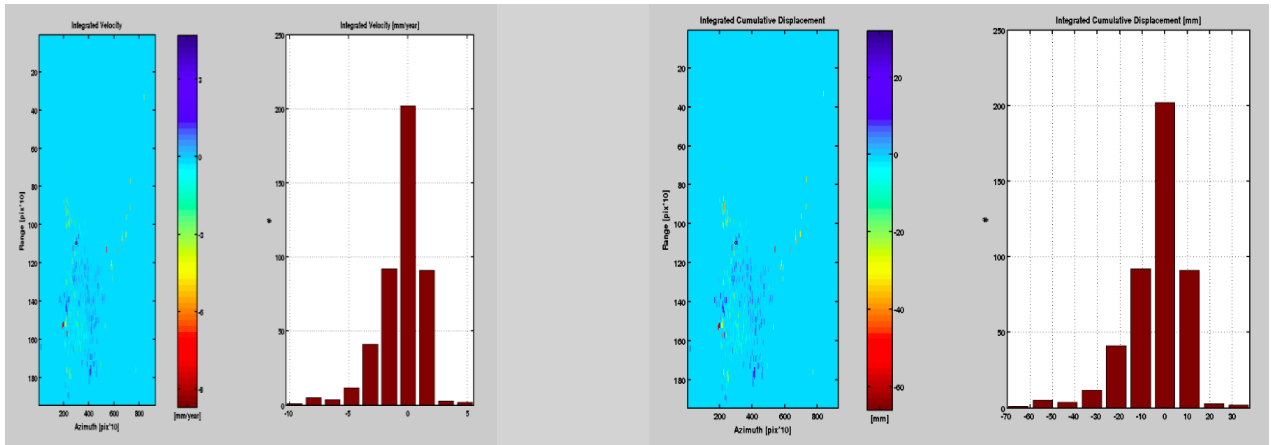 Integrated Velocity
20
40
60
80
100
120
140
160
180
200 400 600 800
Range [pix*10]
Azimuth [pix*10]
0
[mm/year]
Integrated Velocity [mm/year]
250
200
150
100
50
0
#
-10 -5 0 5
Integrated Cumulative Displacement
20
40
60
80
100
120
140
160
180
200 400 600 800
Range [pix*10]
Azimuth [pix*10]
20
0
-20
-40
-60
[mm]
Integrated Cumulative Displacement [mm]
250
200
150
100
50
0
#
-70 -60 -50 -40 -30 -20 -10 0 10 20 30